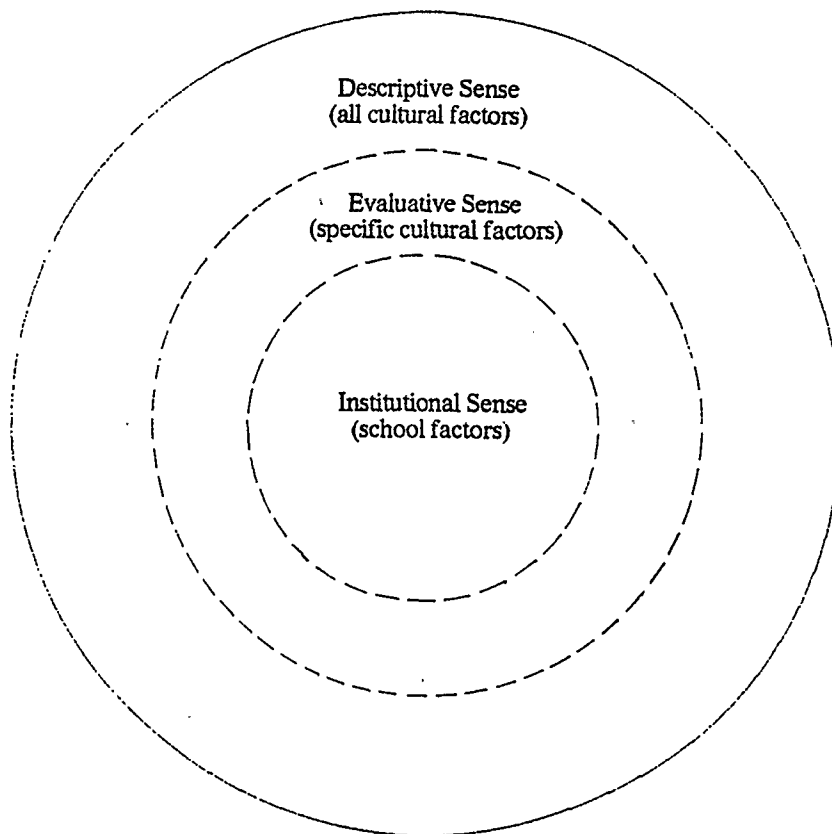 Descriptive Sense
(all cultural factors)
Evaluative Sense
(specific cultural factors)
Institutional Sense
(school factors)